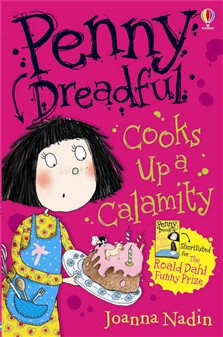 Penny
Dreadful
Cooks
Up a
Calamity
Penny
Dreadful
Shortlisted
for
The
Roald Dahl
Funny Prize
Joanna Nadin